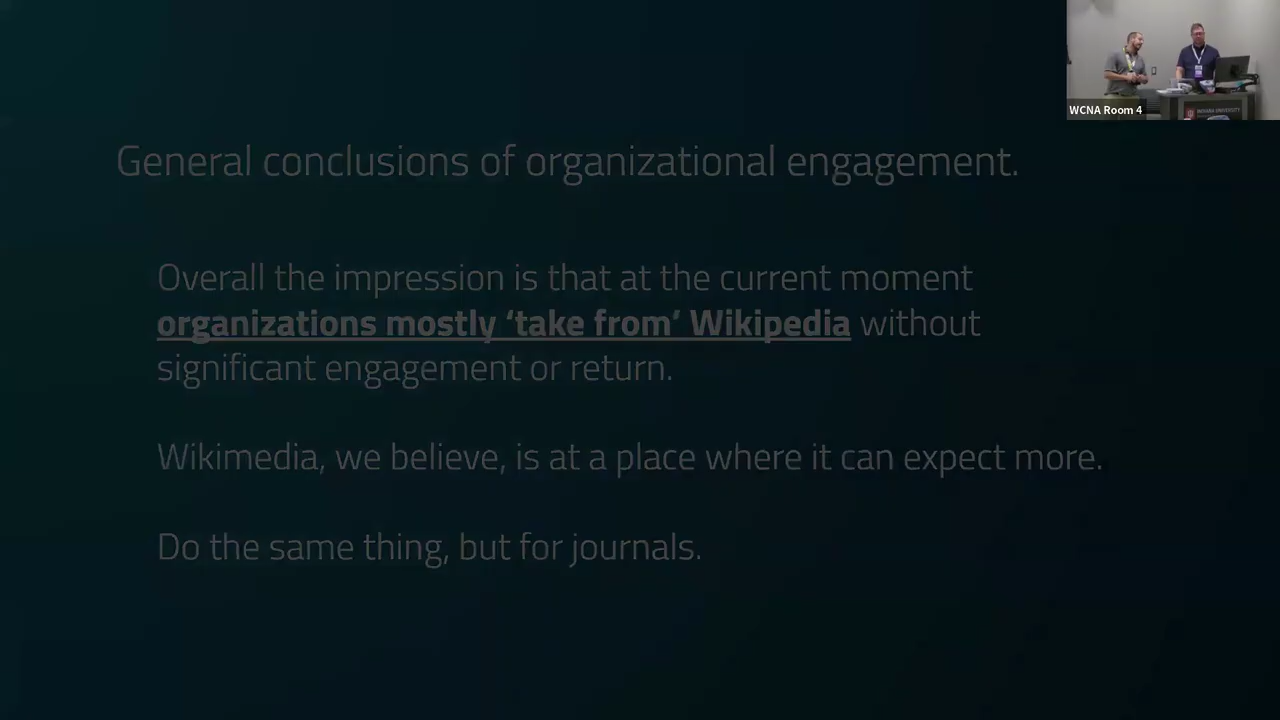 WCNA Room 4
INDIANA UNIVERSITY
General conclusions of organizational engagement.
Overall the impression is that at the current moment
organizations mostly ‘take from‘ Wikipedia without
significant engagement or return.
Wikimedia, we believe, is at a place where it can expect more.
Do the same thing, but for journals.